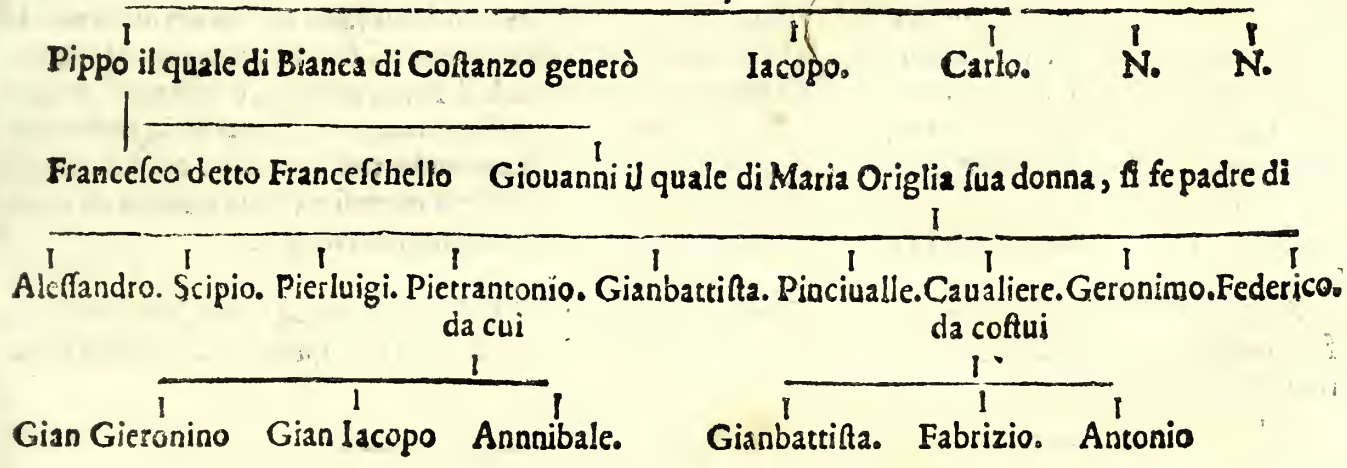 Pippo il quale di Bianca di Coſtanzo generò Iacopo. Carlo. N. N.
Franceſco detto Franceſchello Giouanni il quale di Maria Origlia ſua donna, ſi fe padre di
Aleſſandro. Scipio. Pierluigi. Pietrantonio. Gianbattiſta. Pinciualle. Caualiere. Geronimo. Federico.
da cui da coſtui
Gian Gieronino Gian Iacopo Annnibale. Gianbattiſta. Fabrizio. Antonio